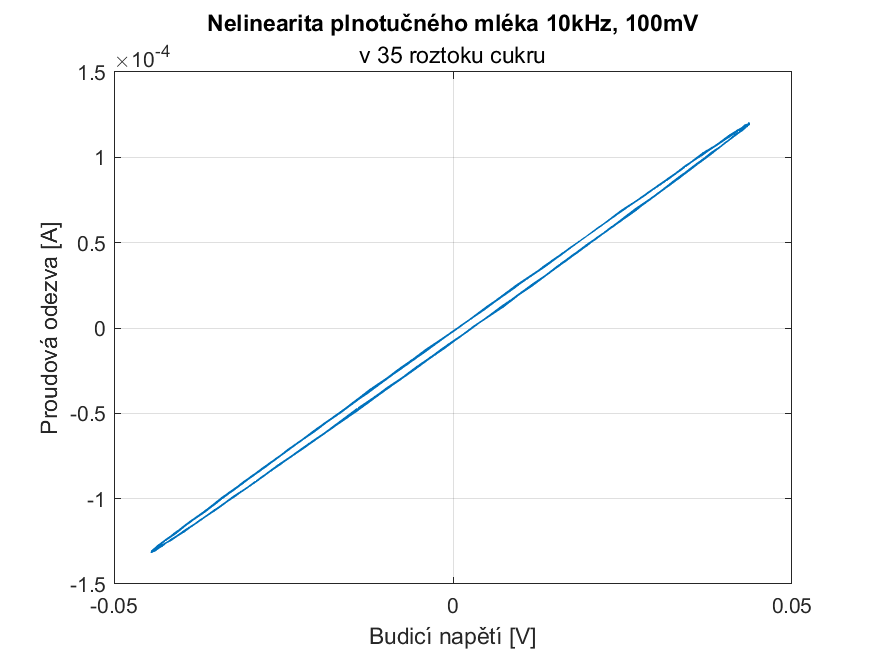 Nelinearita plnotučného mléka 10kHz, 100mV
v 35 roztoku cukru
×10-4
1.5
1
0.5
0
-0.5
-1
-1.5
-0.05
0
0.05
Proudová odezva [A]
Budicí napětí [V]